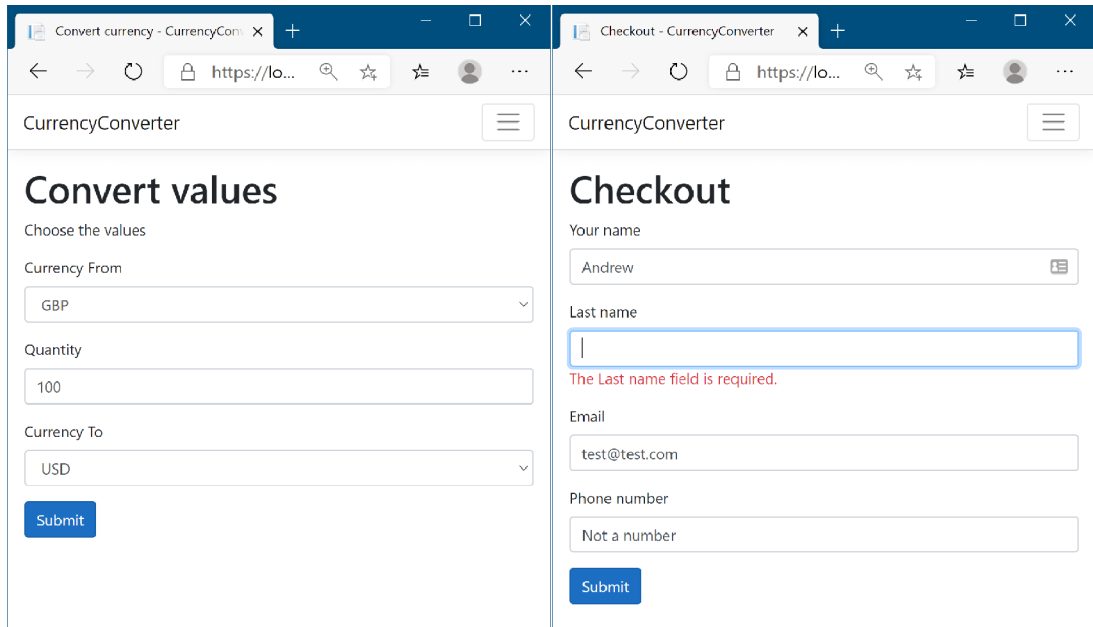 Convert currency - CurrencyCon
https://lo...
CurrencyConverter
Convert values
Choose the values
Currency From
GBP
Quantity
100
Currency To
USD
Submit
Checkout - CurrencyConverter
https://lo...
CurrencyConverter
Checkout
Your name
Andrew
Last name
The Last name field is required.
Email
test@test.com
Phone number
Not a number
Submit